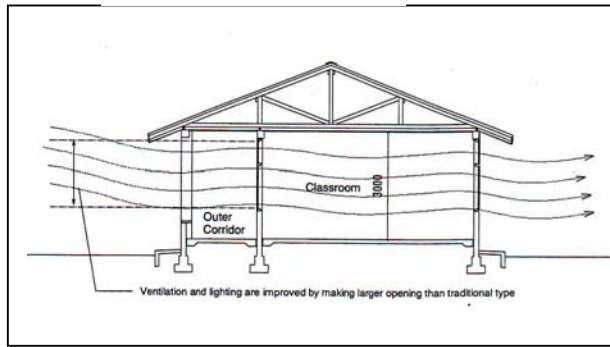 Classroom
3000
Outer
Corridor
Ventilation and lighting are improved by making larger opening than traditional type